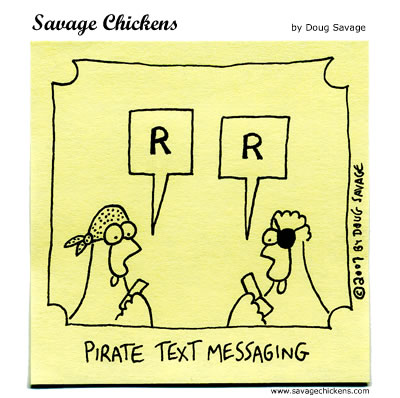 Savage Chickens
by Doug Savage
R
R
PIRATE TEXT MESSAGING
©2007 BY DOUG SAVAGE
www.savagechickens.com